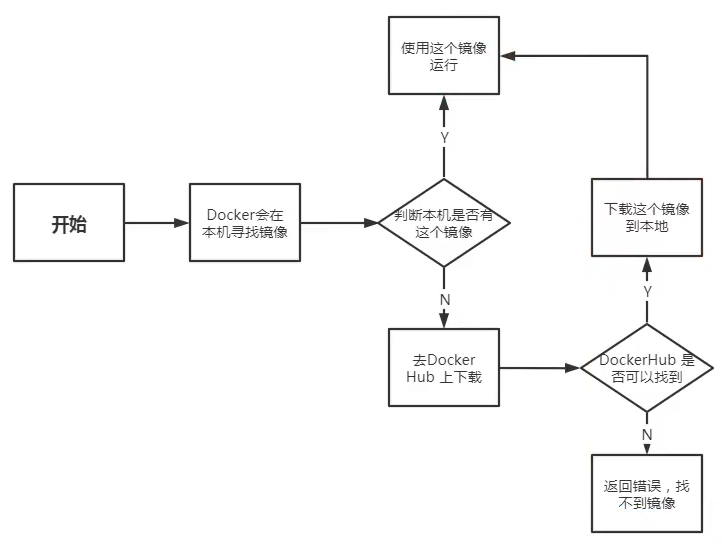 使用这个镜像
运行
Y
开始
Docker会在
本机寻找镜像
判断本机是否有
这个镜像
下载这个镜像
到本地
N
Y
去Docker
Hub 上下载
DockerHub 是
否可以找到
N
返回错误，找
不到镜像